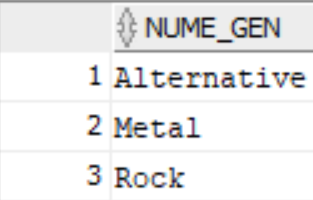 NUME_GEN
1 Alternative
2 Metal
3 Rock